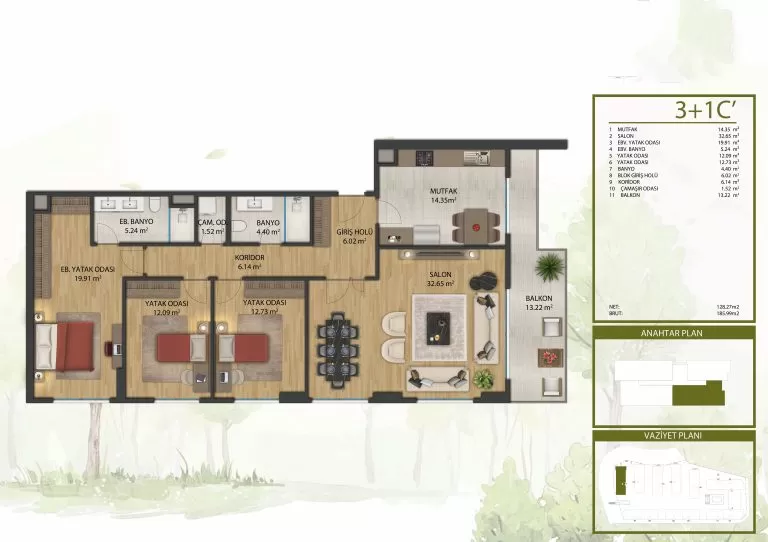 3+1C'
1 MUTFAK 14.35 m²
2 SALON 32.65 m²
3 EBV. YATAK ODASI 19.91 m²
4 EBV. BANYO 5.24 m²
5 YATAK ODASI 12.09 m²
6 YATAK ODASI 12.73 m²
7 BANYO 4.40 m²
8 BLOK GİRİŞ HOLÜ 6.02 m²
9 KORİDOR 6.14 m²
10 ÇAMAŞIR ODASI 1.52 m²
11 BALKON 13.22 m²
NET: 128.27m2
BRÜT: 185.99m2
ANAHTAR PLAN
VAZİYET PLANI
MUTFAK
14.35m²
EB. BANYO
5.24 m²
ÇAM. OD.
1.52 m²
BANYO
4.40 m²
GİRİŞ HOLÜ
6.02 m²
KORİDOR
6.14 m²
EB. YATAK ODASI
19.91 m²
SALON
32.65 m²
YATAK ODASI
12.09 m²
YATAK ODASI
12.73 m²
BALKON
13.22 m²